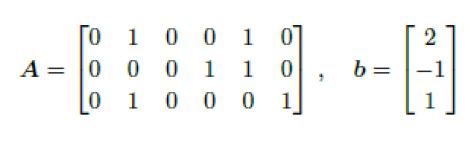 A = [0 1 0 0 1 0
0 0 0 1 1 0
0 1 0 0 0 1] , b = [2
−1
1]